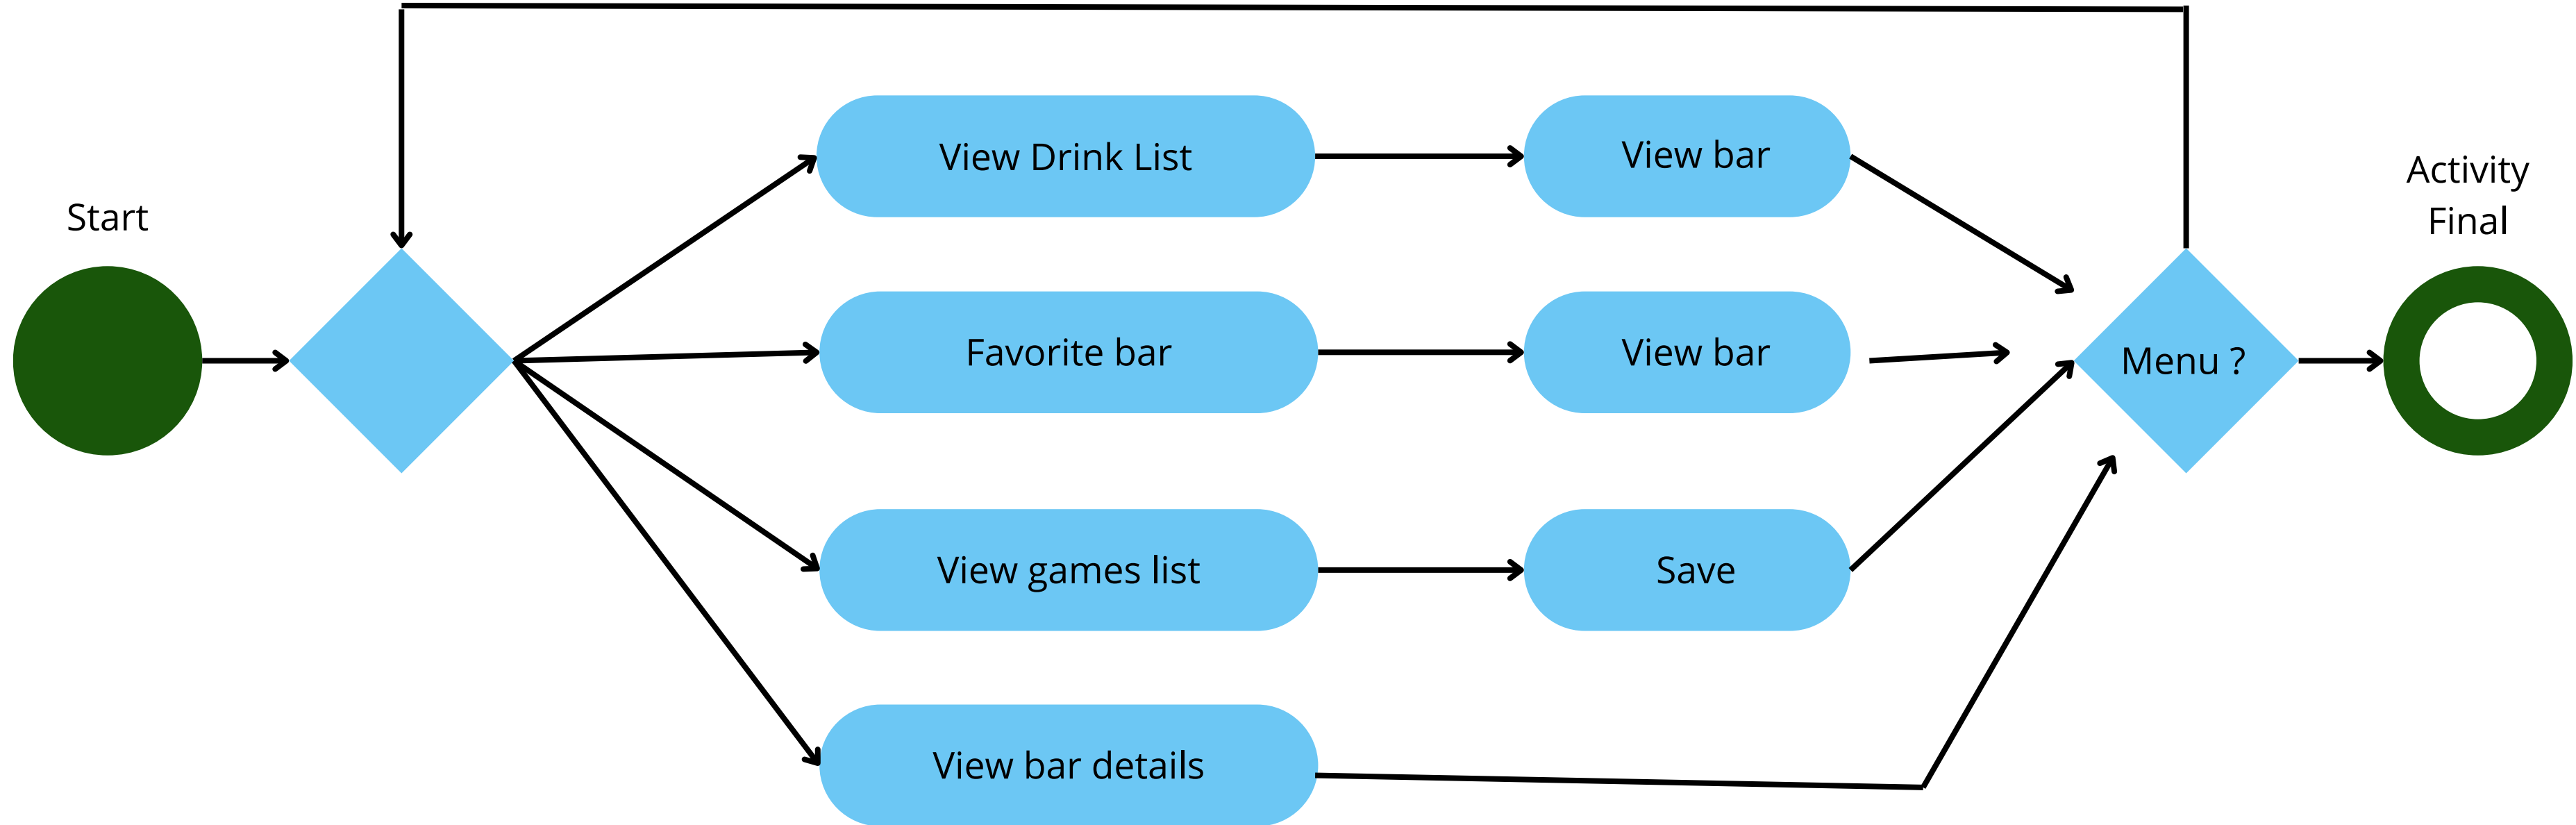 Start
View Drink List
View bar
Activity
Final
Favorite bar
View bar
Menu ?
View games list
Save
View bar details